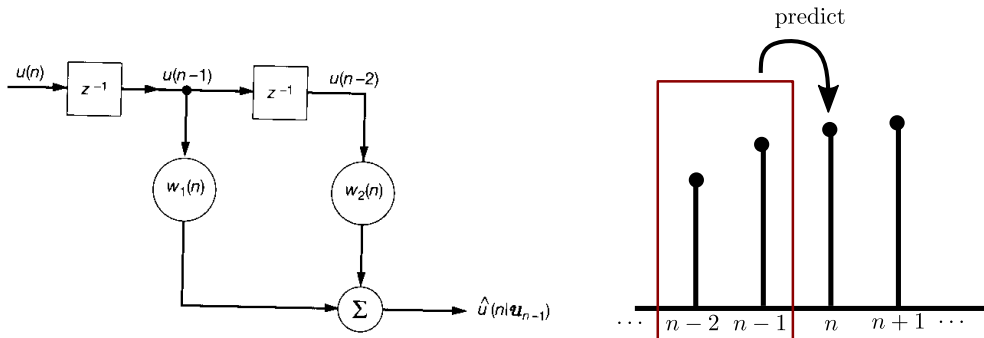 predict
u(n)
u(n−1)
u(n−2)
z⁻¹
z⁻¹
w₁(n)
w₂(n)
Σ
û(n|𝓾ₙ₋₁)
⋯ n − 2 n − 1 n n + 1 ⋯